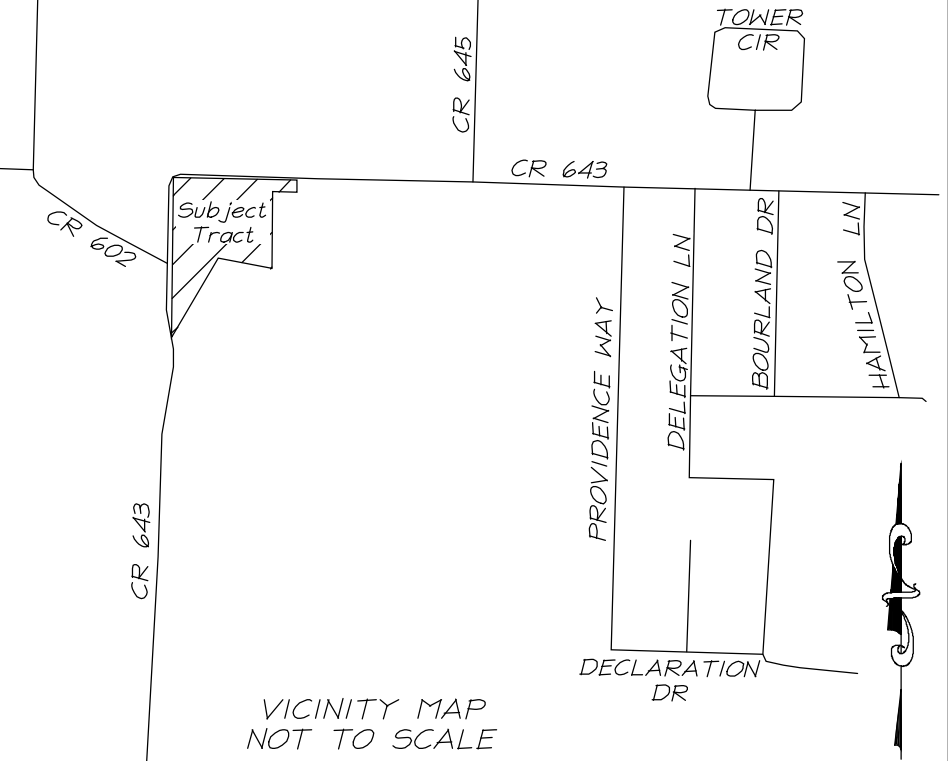 TOWER
CIR
CR 645
CR 643
Subject
Tract
CR 602
PROVIDENCE WAY
DELEGATION LN
BOURLAND DR
HAMILTON LN
CR 643
DECLARATION
DR
VICINITY MAP
NOT TO SCALE